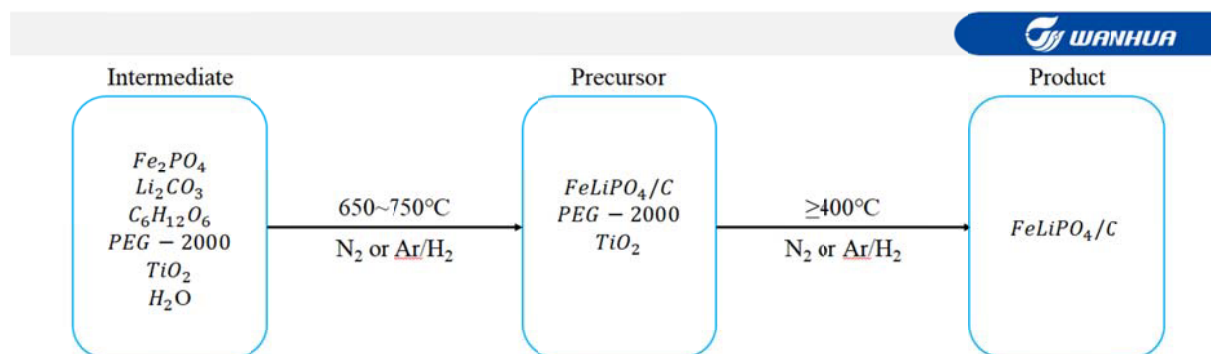 WANHUA
Intermediate
Precursor
Product
Fe₂PO₄
Li₂CO₃
C₆H₁₂O₆
PEG − 2000
TiO₂
H₂O
650~750°C
N₂ or Ar/H₂
FeLiPO₄/C
PEG − 2000
TiO₂
≥400°C
N₂ or Ar/H₂
FeLiPO₄/C